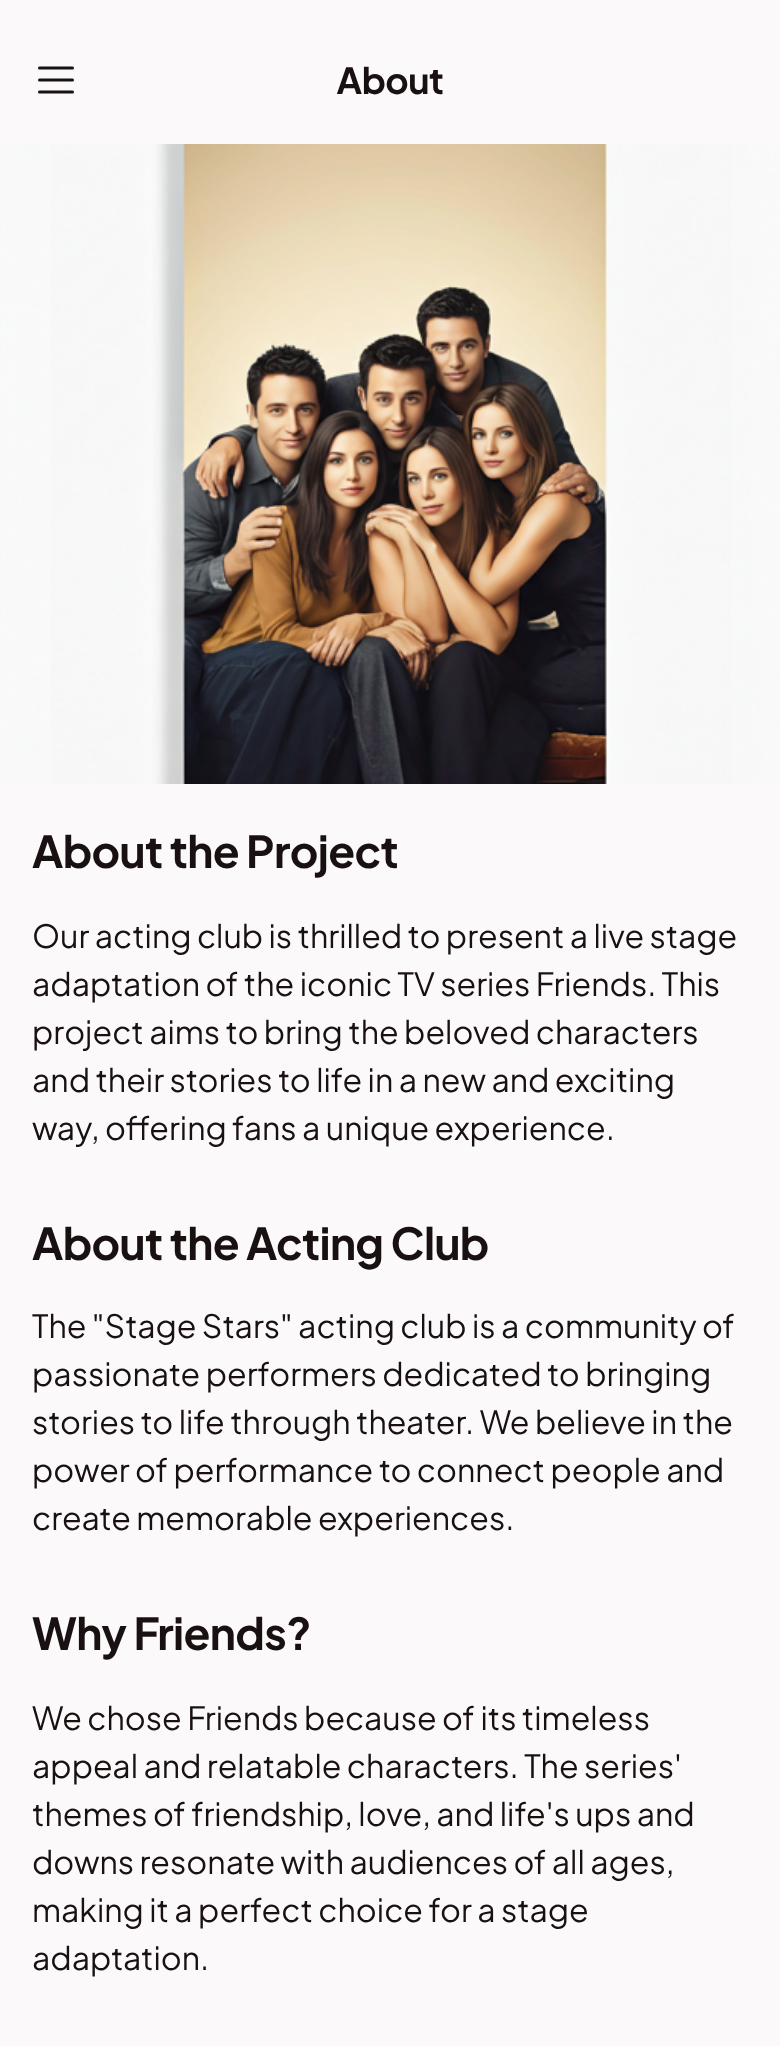 About
About the Project
Our acting club is thrilled to present a live stage
adaptation of the iconic TV series Friends. This
project aims to bring the beloved characters
and their stories to life in a new and exciting
way, offering fans a unique experience.
About the Acting Club
The "Stage Stars" acting club is a community of
passionate performers dedicated to bringing
stories to life through theater. We believe in the
power of performance to connect people and
create memorable experiences.
Why Friends?
We chose Friends because of its timeless
appeal and relatable characters. The series'
themes of friendship, love, and life's ups and
downs resonate with audiences of all ages,
making it a perfect choice for a stage
adaptation.